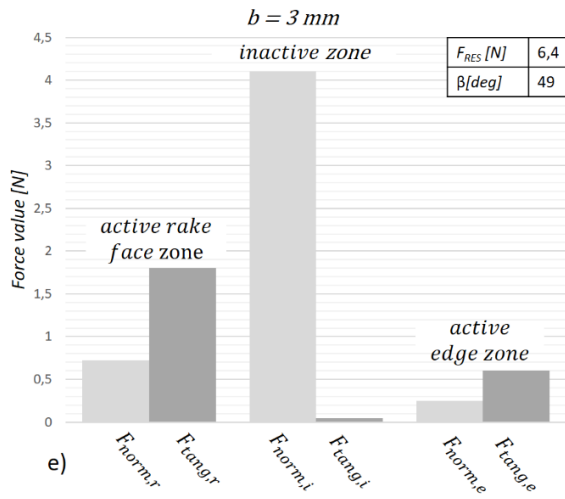 b = 3 mm
inactive zone
F_RES [N] 6,4
β[deg] 49
4,5
4
3,5
3
2,5
2
1,5
1
0,5
0
Force value [N]
active rake
face zone
active
edge zone
F_norm,r
F_tang,r
F_norm,i
F_tang,i
F_norm,e
F_tang,e
e)